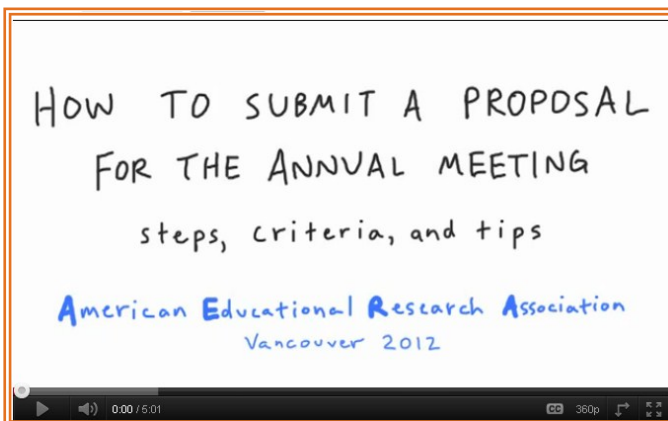 HOW TO SUBMIT A PROPOSAL
FOR THE ANNUAL MEETING
steps, criteria, and tips
American Educational Research Association
Vancouver 2012
0:00 / 5:01 CC 360p